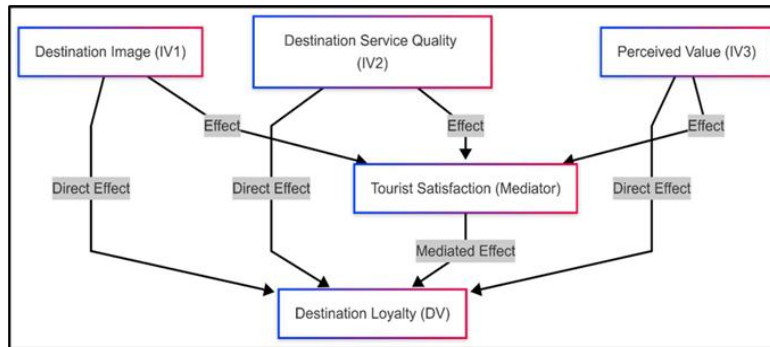 Destination Image (IV1)
Destination Service Quality
(IV2)
Perceived Value (IV3)
Effect
Effect
Effect
Direct Effect
Direct Effect
Tourist Satisfaction (Mediator)
Direct Effect
Mediated Effect
Destination Loyalty (DV)